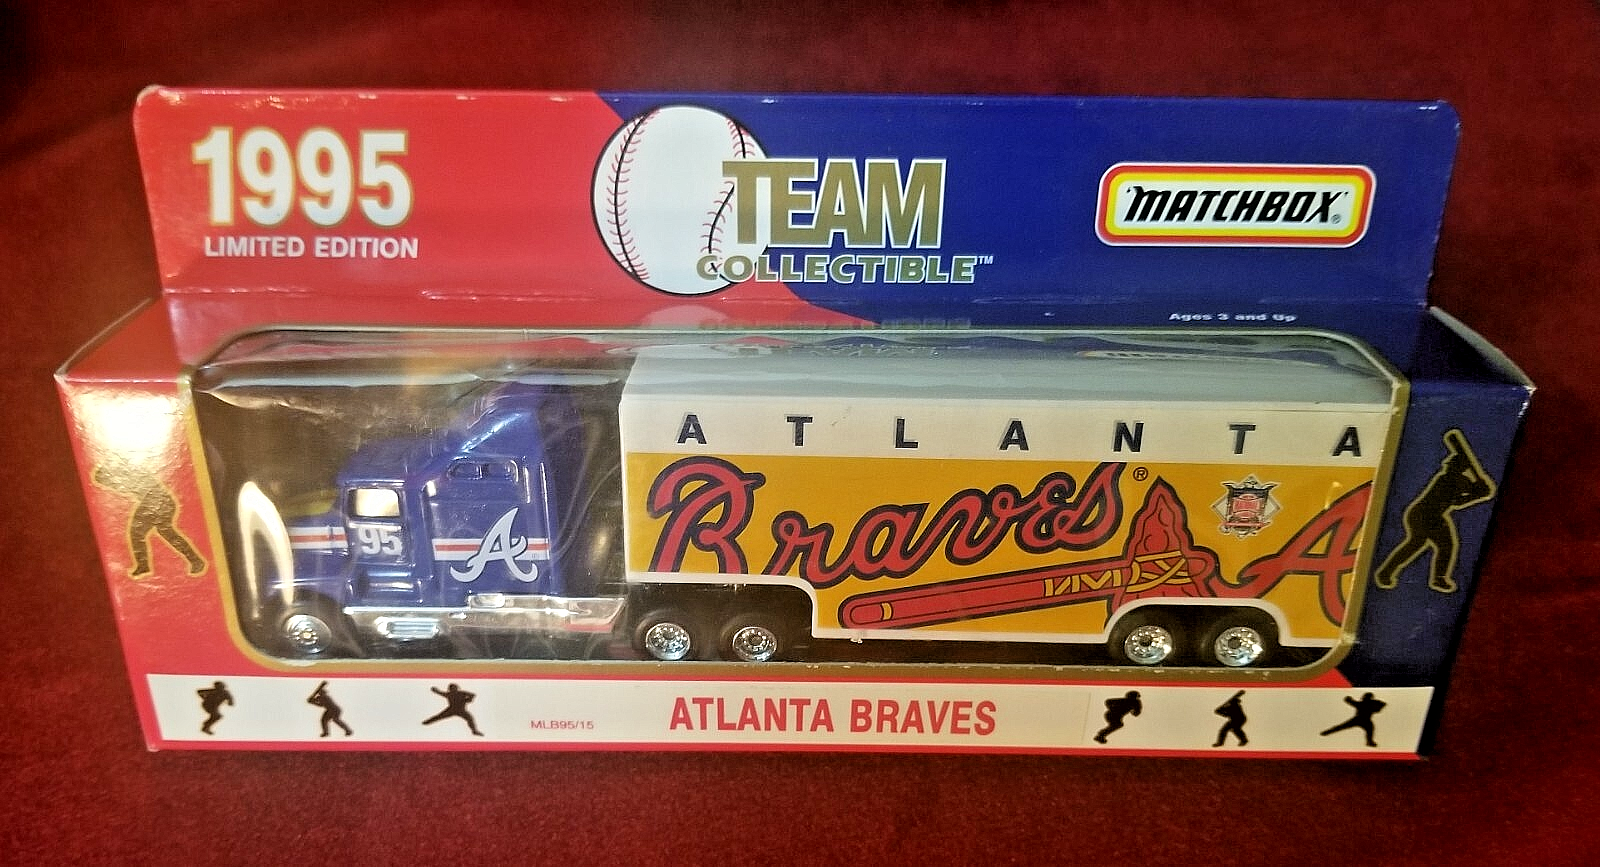 1995
LIMITED EDITION
TEAM
COLLECTIBLE™
'MATCHBOX'®
Ages 3 and Up
ATLANTA
Braves®
A
95
A
MLB95/15
ATLANTA BRAVES